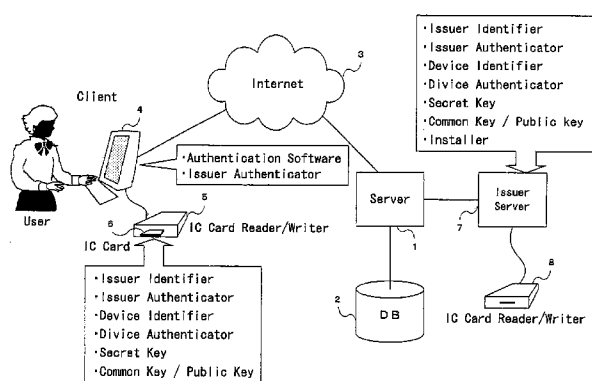 ·Issuer Identifier
·Issuer Authenticator
·Device Identifier
·Divice Authenticator
·Secret Key
·Common Key / Public key
·Installer
3
Internet
Client
4
·Authentication Software
·Issuer Authenticator
User
5
6
IC Card Reader/Writer
IC Card
Server
1
Issuer
Server
7
8
IC Card Reader/Writer
2
DB
·Issuer Identifier
·Issuer Authenticator
·Device Identifier
·Divice Authenticator
·Secret Key
·Common Key / Public Key